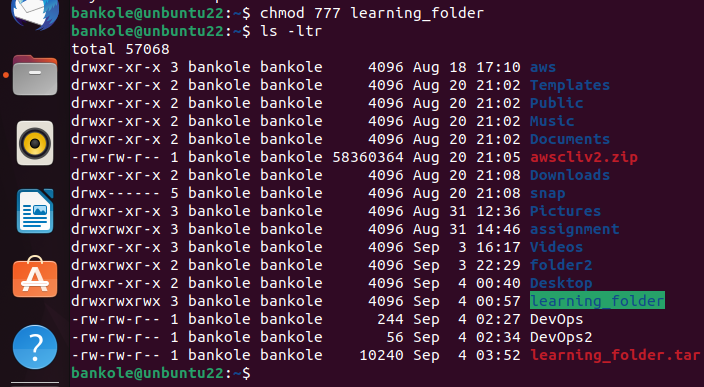 bankole@unbuntu22:~$ chmod 777 learning_folder
bankole@unbuntu22:~$ ls -ltr
total 57068
drwxr-xr-x 3 bankole bankole     4096 Aug 18 17:10 aws
drwxr-xr-x 2 bankole bankole     4096 Aug 20 21:02 Templates
drwxr-xr-x 2 bankole bankole     4096 Aug 20 21:02 Public
drwxr-xr-x 2 bankole bankole     4096 Aug 20 21:02 Music
drwxr-xr-x 2 bankole bankole     4096 Aug 20 21:02 Documents
-rw-rw-r-- 1 bankole bankole 58360364 Aug 20 21:05 awscliv2.zip
drwxr-xr-x 2 bankole bankole     4096 Aug 20 21:08 Downloads
drwx------ 5 bankole bankole     4096 Aug 20 21:08 snap
drwxr-xr-x 3 bankole bankole     4096 Aug 31 12:36 Pictures
drwxrwxr-x 3 bankole bankole     4096 Aug 31 14:46 assignment
drwxr-xr-x 3 bankole bankole     4096 Sep  3 16:17 Videos
drwxrwxr-x 2 bankole bankole     4096 Sep  3 22:29 folder2
drwxr-xr-x 2 bankole bankole     4096 Sep  4 00:40 Desktop
drwxrwxrwx 3 bankole bankole     4096 Sep  4 00:57 learning_folder
-rw-rw-r-- 1 bankole bankole      244 Sep  4 02:27 DevOps
-rw-rw-r-- 1 bankole bankole       56 Sep  4 02:34 DevOps2
-rw-rw-r-- 1 bankole bankole    10240 Sep  4 03:52 learning_folder.tar
bankole@unbuntu22:~$